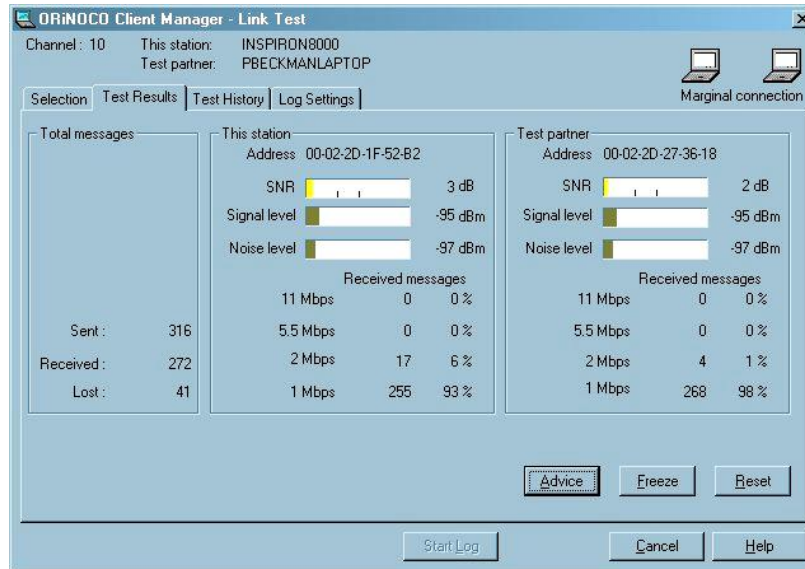 ORiNOCO Client Manager - Link Test
Channel : 10 This station: INSPIRON8000
Test partner: PBECKMANLAPTOP
Marginal connection
Selection Test Results Test History Log Settings
Total messages
Sent : 316
Received : 272
Lost : 41
This station
Address 00-02-2D-1F-52-B2
SNR 3 dB
Signal level -95 dBm
Noise level -97 dBm
Received messages
11 Mbps 0 0 %
5.5 Mbps 0 0 %
2 Mbps 17 6 %
1 Mbps 255 93 %
Test partner
Address 00-02-2D-27-36-18
SNR 2 dB
Signal level -95 dBm
Noise level -97 dBm
Received messages
11 Mbps 0 0 %
5.5 Mbps 0 0 %
2 Mbps 4 1 %
1 Mbps 268 98 %
Advice Freeze Reset
Start Log Cancel Help